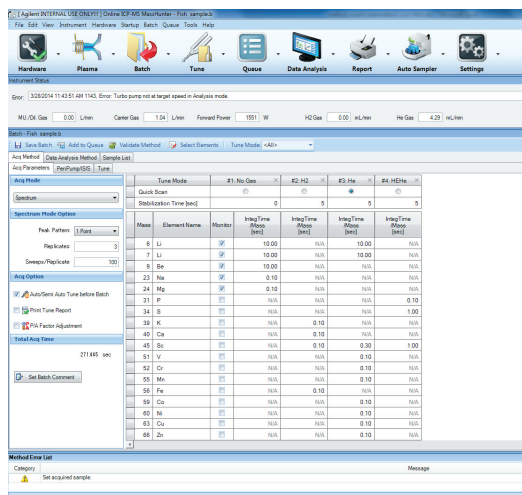 [ Agilent INTERNAL USE ONLY!!! ] Online ICP-MS MassHunter - Fish sample.b
File Edit View Instrument Hardware Startup Batch Queue Tools Help
Hardware Plasma Batch Tune Queue Data Analysis Report Auto Sampler Settings
Instrument Status
Error: 3/28/2014 11:43:51 AM 1143, Error: Turbo pump not at target speed in Analysis mode.
MU./Dil. Gas 0.00 L/min Carrier Gas 1.04 L/min Forward Power 1551 W H2 Gas 0.00 mL/min He Gas 4.29 mL/min
Batch - Fish sample.b
Save Batch Add to Queue Validate Method Select Elements Tune Mode: <All>
Acq Method Data Analysis Method Sample List
Acq Parameters PeriPump/ISIS Tune
Acq Mode
Spectrum
Spectrum Mode Option
Peak Pattern: 1 Point
Replicates: 3
Sweeps/Replicate: 100
Acq Option
Auto/Semi Auto Tune before Batch
Print Tune Report
P/A Factor Adjustment
Total Acq Time
271.445 sec
Set Batch Comment
Tune Mode #1: No Gas × #2: H2 × #3: He × #4: HEHe ×
Quick Scan
Stabilization Time [sec] 0 5 5 5
Mass Element Name Monitor IntegTime /Mass [sec] IntegTime /Mass [sec] IntegTime /Mass [sec] IntegTime /Mass [sec]
6 Li 10.00 N/A 10.00 N/A
7 Li 10.00 N/A 10.00 N/A
9 Be 10.00 N/A 10.00 N/A
23 Na 0.10 N/A 0.10 N/A
24 Mg 0.10 N/A 0.10 N/A
31 P N/A N/A N/A 0.10
34 S N/A N/A N/A 1.00
39 K N/A 0.10 N/A N/A
40 Ca N/A 0.10 N/A N/A
45 Sc N/A 0.10 0.30 1.00
51 V N/A N/A 0.10 N/A
52 Cr N/A N/A 0.10 N/A
55 Mn N/A N/A 0.10 N/A
56 Fe N/A 0.10 N/A N/A
59 Co N/A N/A 0.10 N/A
60 Ni N/A N/A 0.10 N/A
63 Cu N/A N/A 0.10 N/A
66 Zn N/A N/A 0.10 N/A
Method Error List
Category Message
Set acquired sample.